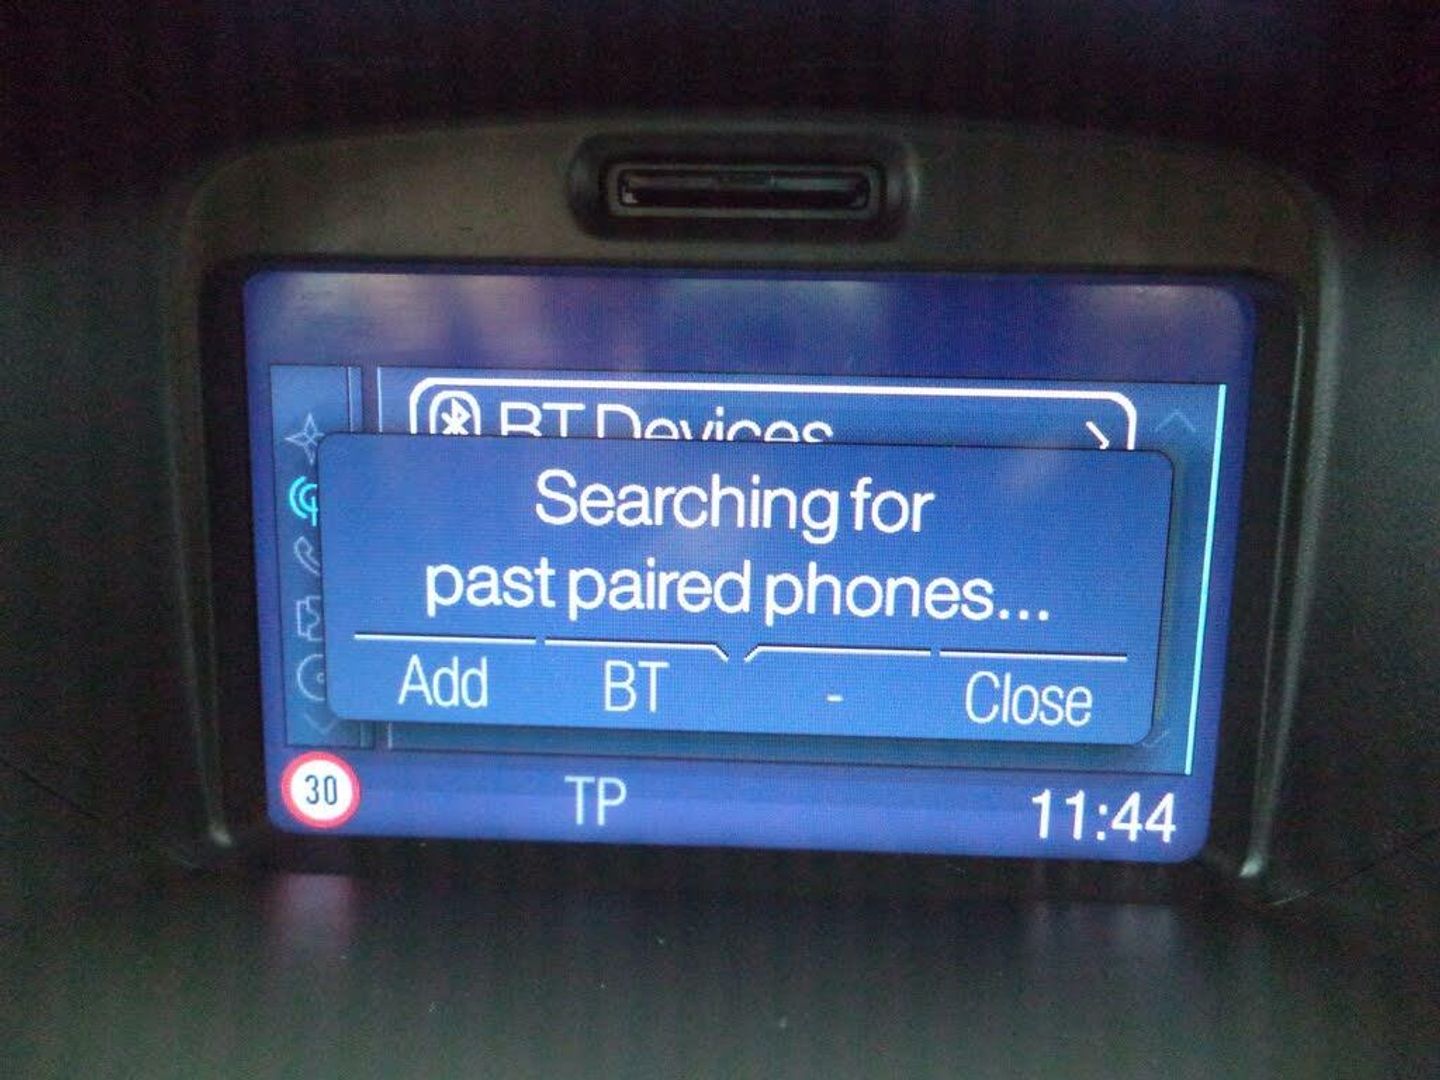 BT Devices
Searching for
past paired phones...
Add BT - Close
30 TP 11:44